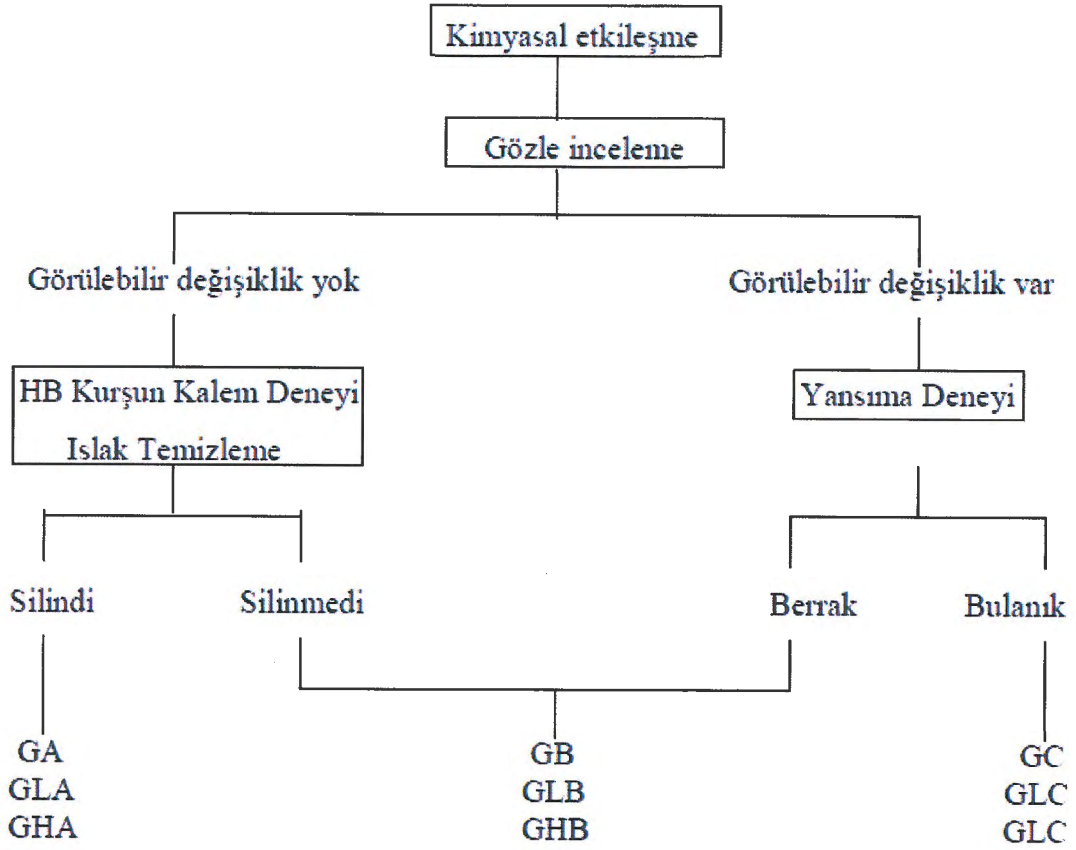 Kimyasal etkileşme
Gözle inceleme
Görülebilir değişiklik yok
Görülebilir değişiklik var
HB Kurşun Kalem Deneyi
Islak Temizleme
Yansıma Deneyi
Silindi
Silinmedi
Berrak
Bulanık
GA
GLA
GHA
GB
GLB
GHB
GC
GLC
GLC